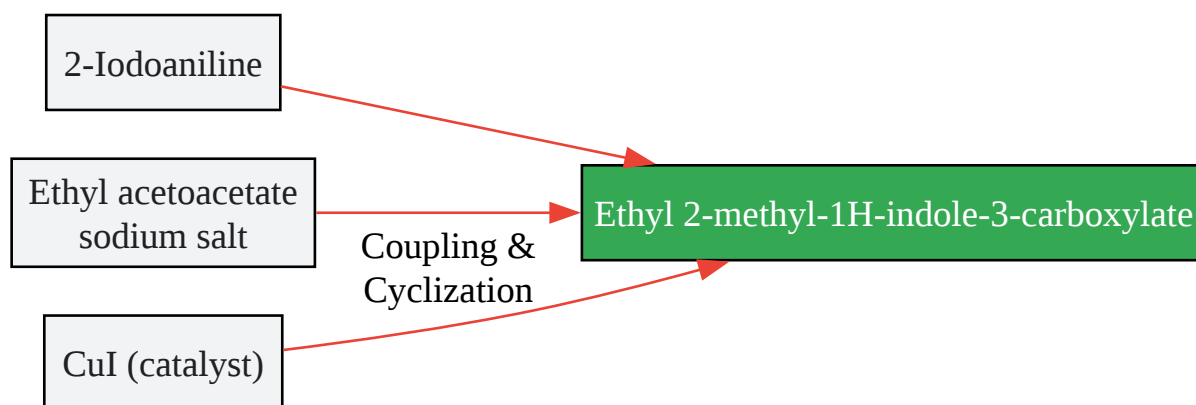 2-Iodoaniline
Ethyl acetoacetate
sodium salt
CuI (catalyst)
Coupling &
Cyclization
Ethyl 2-methyl-1H-indole-3-carboxylate